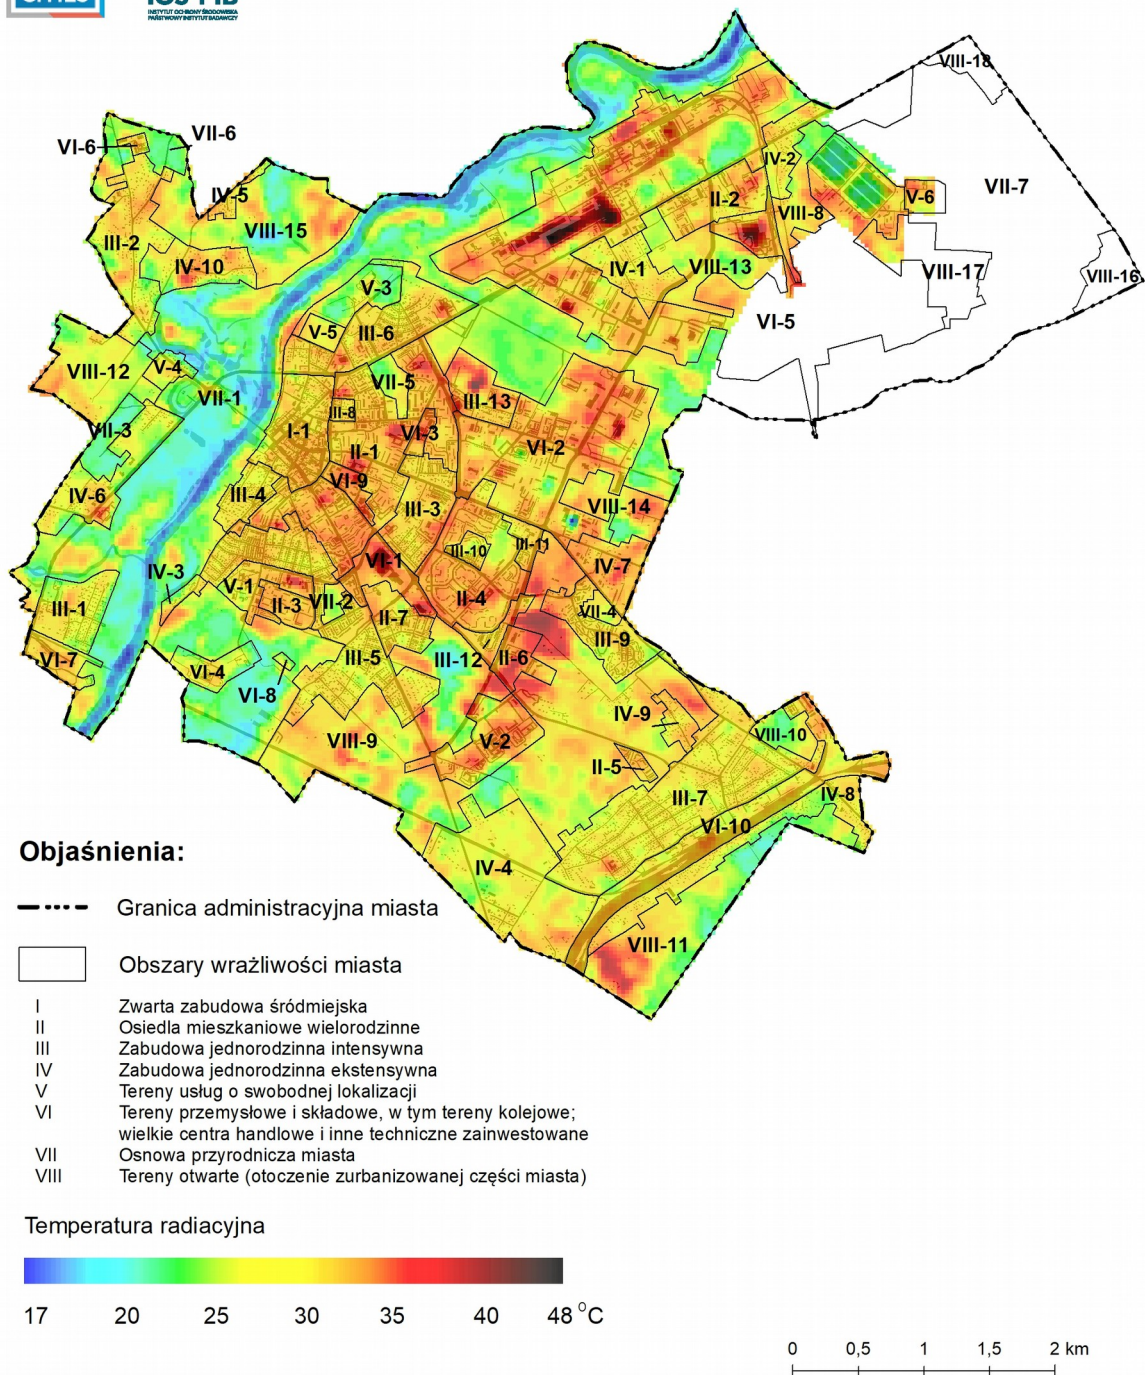 INSTYTUT OCHRONY ŚRODOWISKA
PAŃSTWOWY INSTYTUT BADAWCZY
VIII-18
VII-6
VI-6
IV-2
VII-7
IV-5
II-2
V-6
VIII-8
VIII-15
III-2
IV-10
IV-1
VIII-13
VIII-17
VIII-16
V-3
VI-5
V-5
III-6
VIII-12
V-4
VII-5
VII-1
III-13
III-8
VII-3
I-1
VI-3
II-1
VI-2
VI-9
IV-6
III-4
III-3
VIII-14
III-11
III-10
VI-1
IV-3
IV-7
V-1
III-1
II-3
VII-2
II-4
II-7
VII-4
III-9
VI-7
III-5
III-12
II-6
VI-4
VI-8
IV-9
VIII-9
V-2
VIII-10
II-5
III-7
IV-8
VI-10
IV-4
VIII-11
Objaśnienia:
Granica administracyjna miasta
Obszary wrażliwości miasta
I Zwarta zabudowa śródmiejska
II Osiedla mieszkaniowe wielorodzinne
III Zabudowa jednorodzinna intensywna
IV Zabudowa jednorodzinna ekstensywna
V Tereny usług o swobodnej lokalizacji
VI Tereny przemysłowe i składowe, w tym tereny kolejowe;
wielkie centra handlowe i inne techniczne zainwestowane
VII Osnowa przyrodnicza miasta
VIII Tereny otwarte (otoczenie zurbanizowanej części miasta)
Temperatura radiacyjna
17 20 25 30 35 40 48 °C
0 0,5 1 1,5 2 km